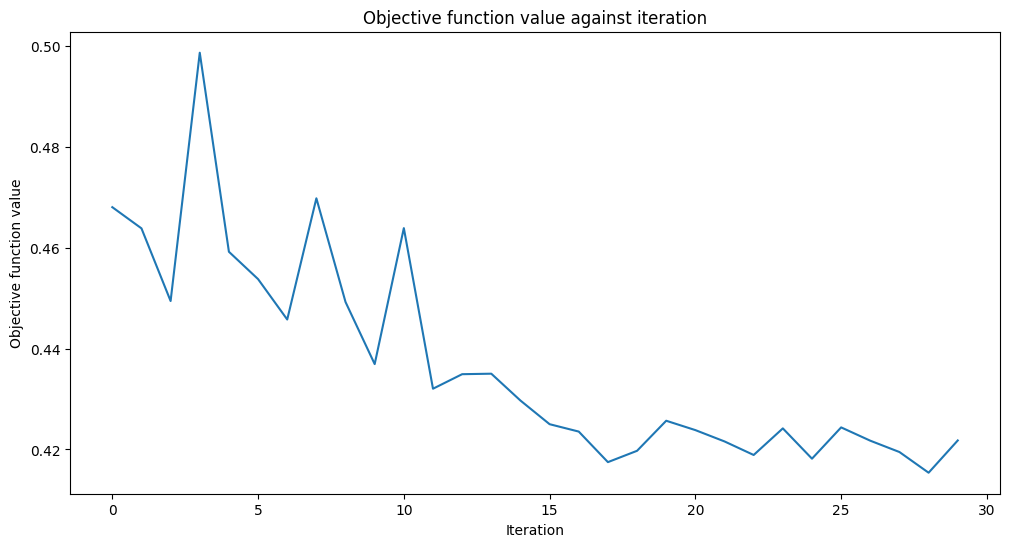 Objective function value against iteration
0.50
0.48
0.46
0.44
0.42
Objective function value
0 5 10 15 20 25 30
Iteration